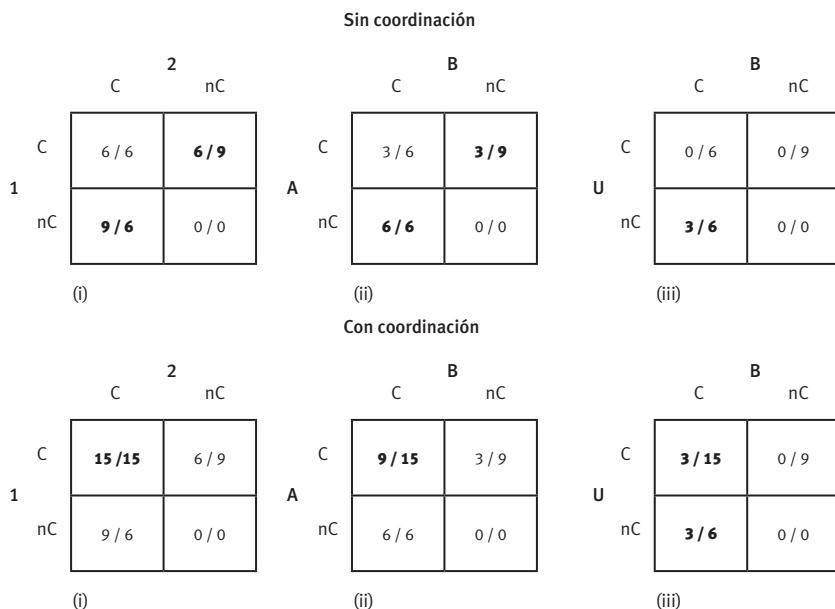 Sin coordinación
2 B B
C nC C nC C nC
C 6 / 6 6 / 9 C 3 / 6 3 / 9 C 0 / 6 0 / 9
1 A U
nC 9 / 6 0 / 0 nC 6 / 6 0 / 0 nC 3 / 6 0 / 0
(i) (ii) (iii)
Con coordinación
2 B B
C nC C nC C nC
C 15 /15 6 / 9 C 9 / 15 3 / 9 C 3 / 15 0 / 9
1 A U
nC 9 / 6 0 / 0 nC 6 / 6 0 / 0 nC 3 / 6 0 / 0
(i) (ii) (iii)